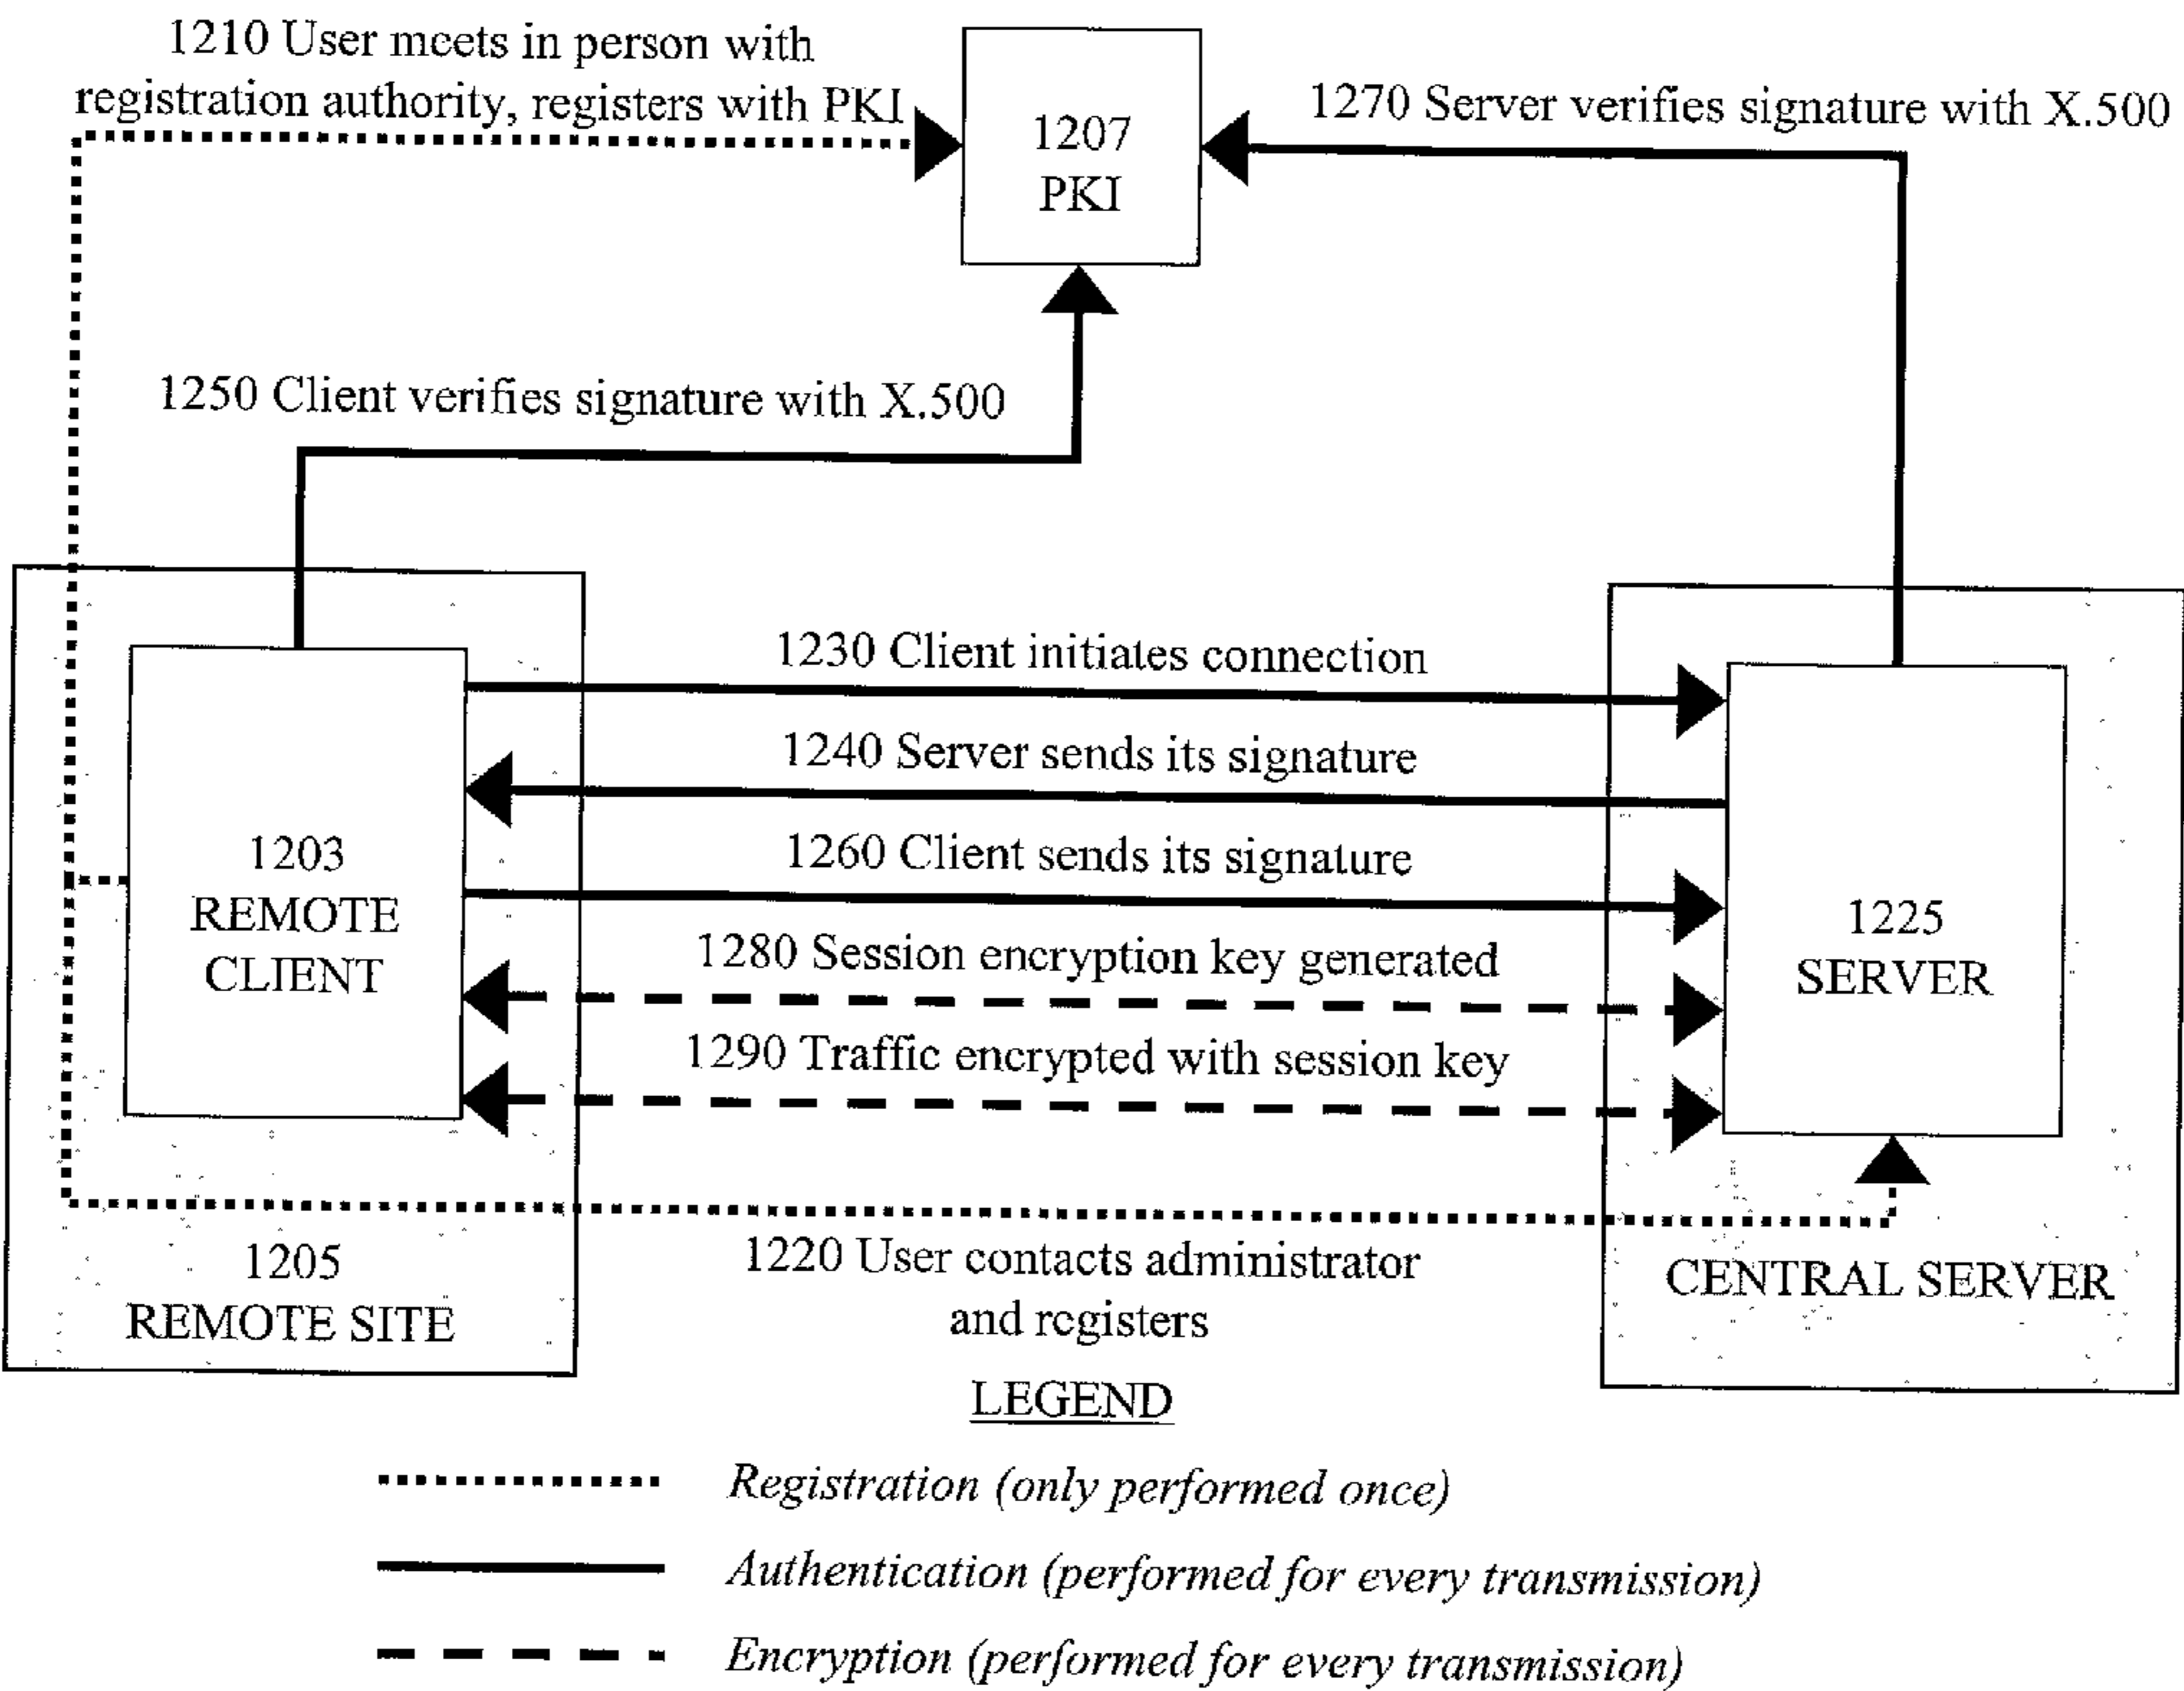 1210 User meets in person with
registration authority, registers with PKI
1207
PKI
1270 Server verifies signature with X.500
1250 Client verifies signature with X.500
1230 Client initiates connection
1240 Server sends its signature
1260 Client sends its signature
1280 Session encryption key generated
1290 Traffic encrypted with session key
1203
REMOTE
CLIENT
1225
SERVER
1220 User contacts administrator
and registers
1205
REMOTE SITE
CENTRAL SERVER
LEGEND
Registration (only performed once)
Authentication (performed for every transmission)
Encryption (performed for every transmission)